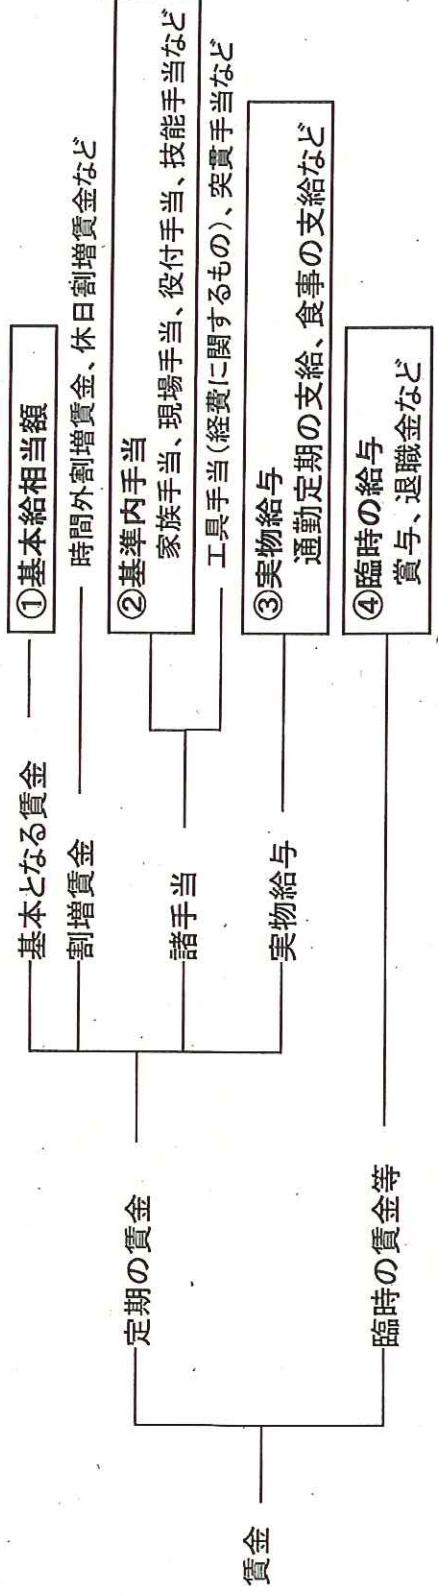 賃金
定期の賃金
基本となる賃金
①基本給相当額
割増賃金
時間外割増賃金、休日割増賃金など
諸手当
②基準内手当
家族手当、現場手当、役付手当、技能手当など
工具手当(経費に関するもの)、突貫手当など
実物給与
③実物給与
通勤定期の支給、食事の支給など
臨時の賃金等
④臨時の給与
賞与、退職金など